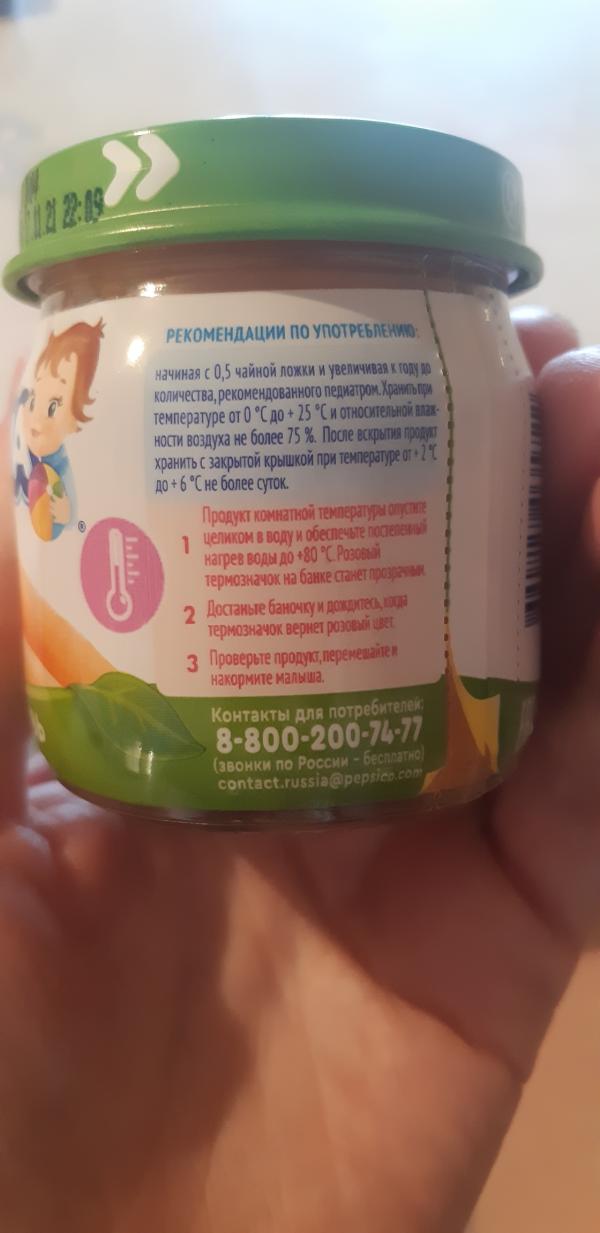 11.21 22:09
РЕКОМЕНДАЦИИ ПО УПОТРЕБЛЕНИЮ:
начиная с 0,5 чайной ложки и увеличивая к году до
количества, рекомендованного педиатром. Хранить при
температуре от 0 °C до + 25 °C и относительной влаж-
ности воздуха не более 75 %. После вскрытия продукт
хранить с закрытой крышкой при температуре от + 2 °C
до + 6 °C не более суток.
1 Продукт комнатной температуры опустите
целиком в воду и обеспечьте постепенный
нагрев воды до +80 °C. Розовый
термозначок на банке станет прозрачным.
2 Достаньте баночку и дождитесь, когда
термозначок вернет розовый цвет.
3 Проверьте продукт, перемешайте и
накормите малыша.
Контакты для потребителей:
8-800-200-74-77
(звонки по России - бесплатно)
contact.russia@pepsico.com